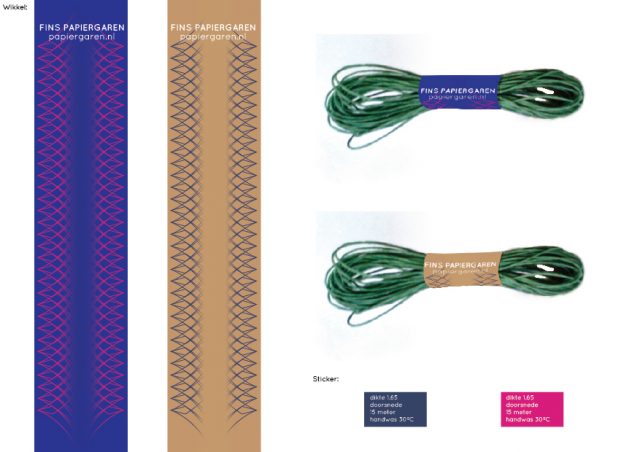 Wikkel:
FINS PAPIERGAREN
papiergaren.nl
FINS PAPIERGAREN
papiergaren.nl
FINS PAPIERGAREN
papiergaren.nl
FINS PAPIERGAREN
papiergaren.nl
Sticker:
dikte 1.65
doorsnede
15 meter
handwas 30°C
dikte 1.65
doorsnede
15 meter
handwas 30°C